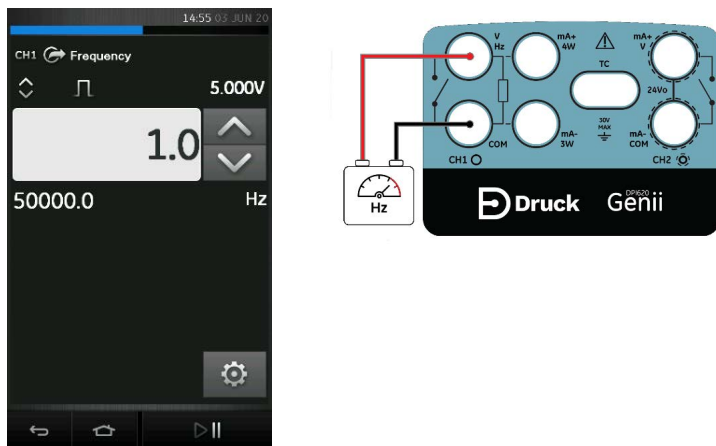 14:55 03 JUN 20
CH1 Frequency
5.000V
1.0
50000.0 Hz
V
Hz
mA+
4W
mA+
V
TC
24Vo
30V
MAX
COM
mA-
3W
mA-
COM
CH1
CH2
Hz
Druck
DPI620
Genii